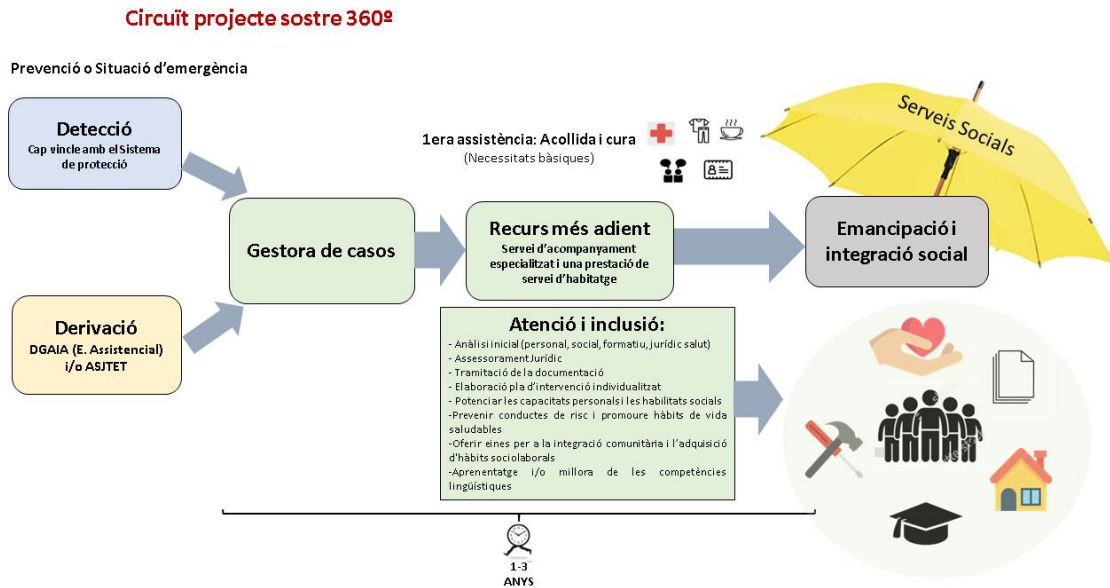 Circuït projecte sostre 360º
Prevenció o Situació d'emergència
Detecció
Cap vincle amb el Sistema
de protecció
1era assistència: Acollida i cura
(Necessitats bàsiques)
Serveis Socials
Gestora de casos
Recurs més adient
Servei d'acompanyament
especialitzat i una prestació de
servei d'habitatge
Emancipació i
integració social
Derivació
DGAIA (E. Assistencial)
i/o ASJTET
Atenció i inclusió:
- Anàlisi inicial (personal, social, formatiu, jurídic salut)
- Assessorament Jurídic
- Tramitació de la documentació
- Elaboració pla d'intervenció individualitzat
- Potenciar les capacitats personals i les habilitats socials
-Prevenir conductes de risc i promoure hàbits de vida
saludables
-Oferir eines per a la integració comunitària i l'adquisició
d'hàbits sociolaborals
-Aprenentatge i/o millora de les competències
lingüístiques
1-3
ANYS